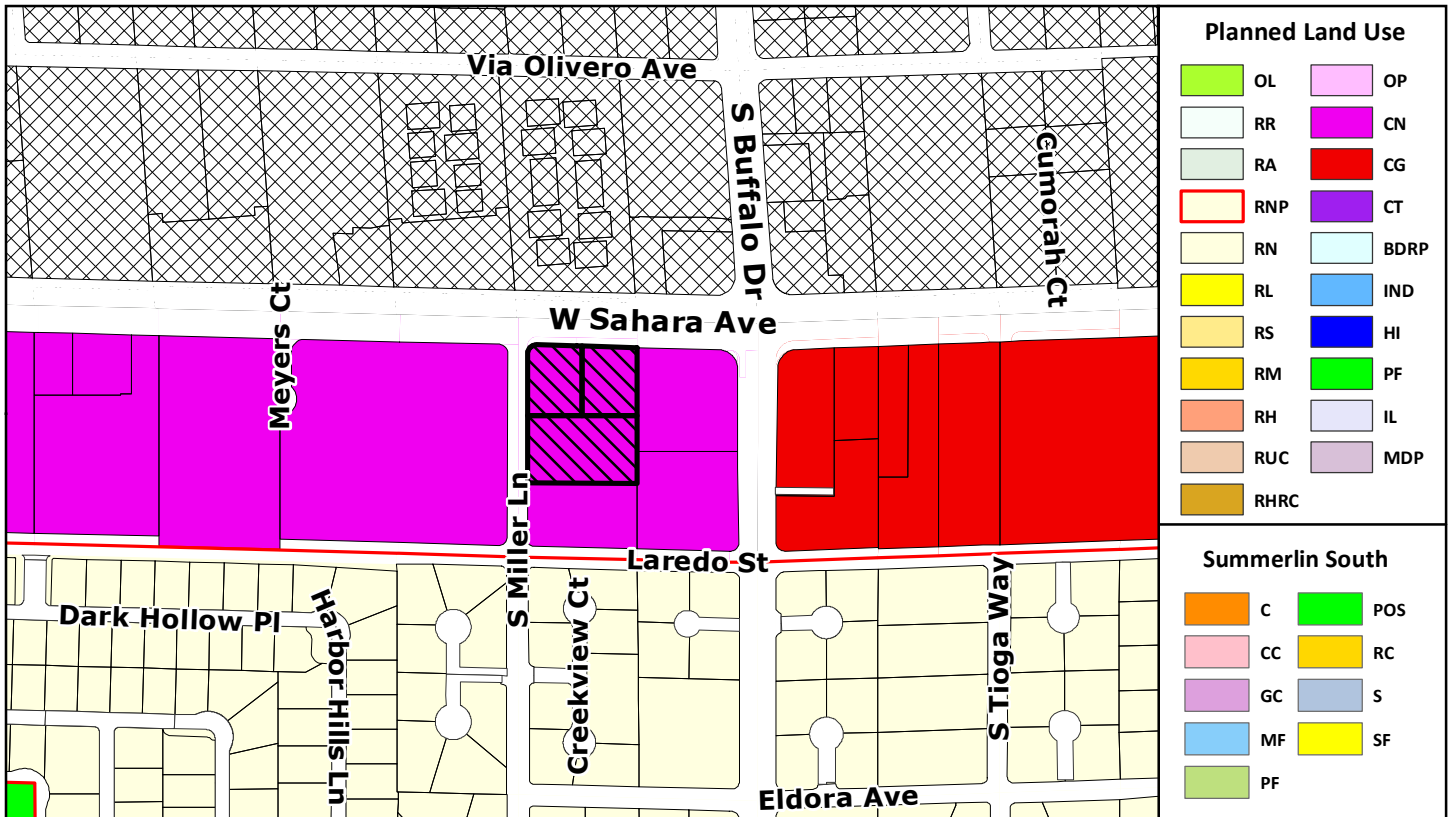 Via Olivero Ave
S Buffalo Dr
Cumorah Ct
Meyers Ct
W Sahara Ave
S Miller Ln
Laredo St
Dark Hollow Pl
Harbor Hills Ln
Creekview Ct
S Tioga Way
Eldora Ave
Planned Land Use
OL OP
RR CN
RA CG
RNP CT
RN BDRP
RL IND
RS HI
RM PF
RH IL
RUC MDP
RHRC
Summerlin South
C POS
CC RC
GC S
MF SF
PF